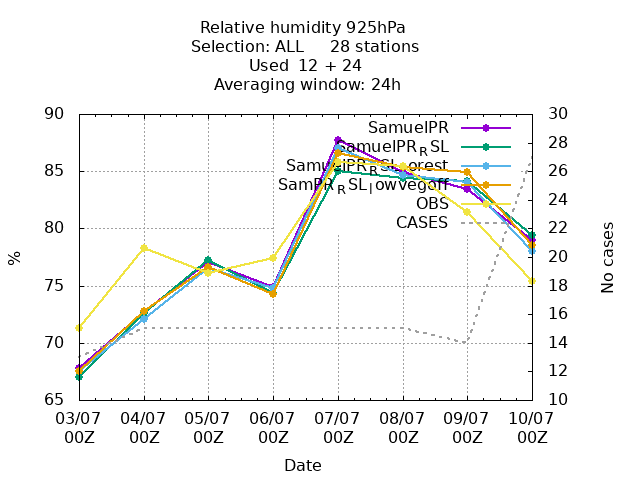 Relative humidity 925hPa
Selection: ALL 28 stations
Used 12 + 24
Averaging window: 24h
90
85
80
75
70
65
%
30
28
26
24
22
20
18
16
14
12
10
No cases
SamuelPR
SamuelPRRSL
OBS
CASES
03/07 04/07 05/07 06/07 07/07 08/07 09/07 10/07
00Z 00Z 00Z 00Z 00Z 00Z 00Z 00Z
Date